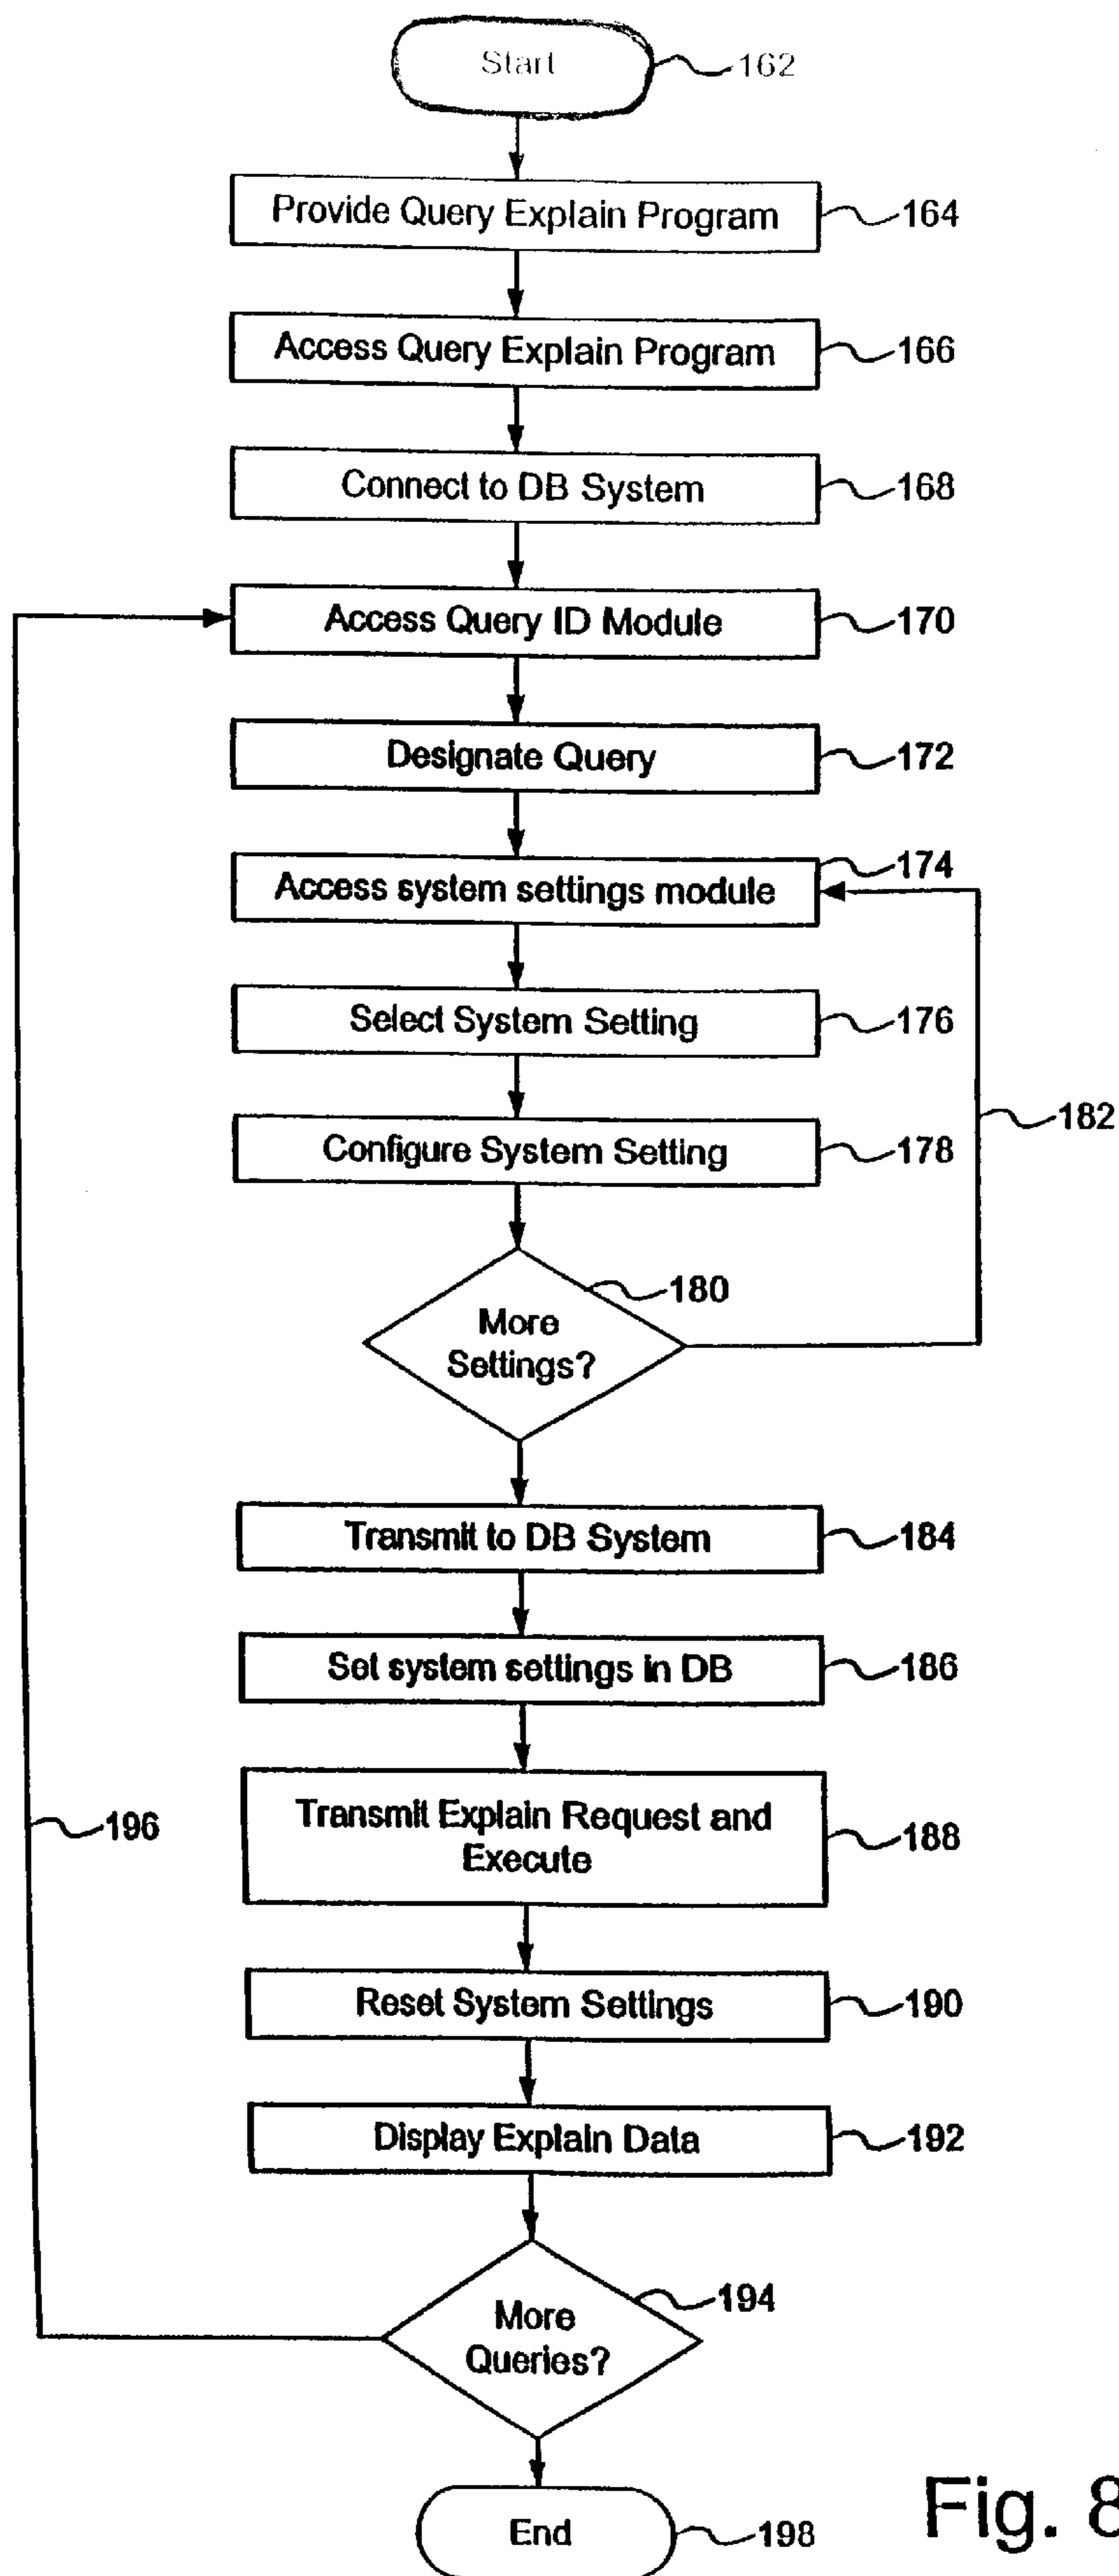 Start
162
Provide Query Explain Program
164
Access Query Explain Program
166
Connect to DB System
168
Access Query ID Module
170
Designate Query
172
Access system settings module
174
Select System Setting
176
Configure System Setting
178
182
More
Settings?
180
Transmit to DB System
184
Set system settings in DB
186
Transmit Explain Request and
Execute
188
196
Reset System Settings
190
Display Explain Data
192
More
Queries?
194
End
198
Fig. 8